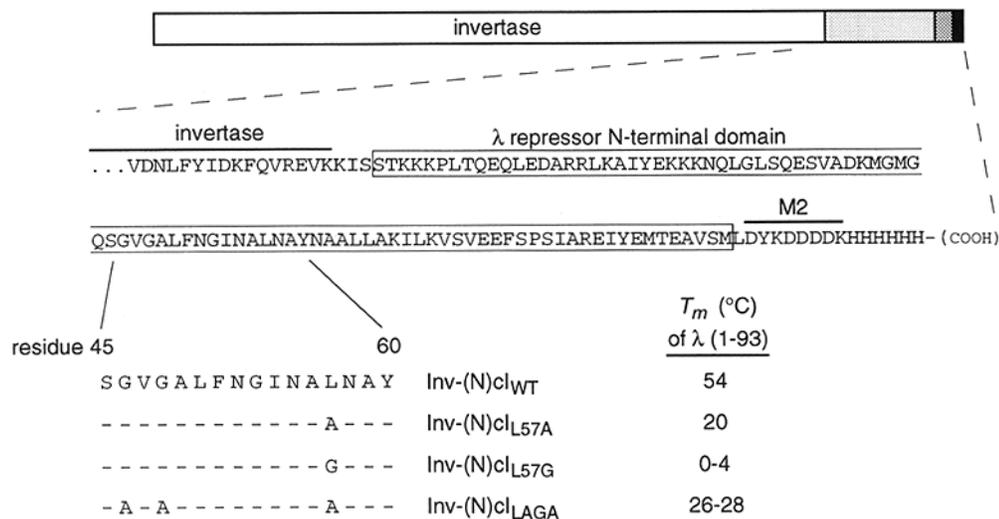 invertase
invertase
λ repressor N-terminal domain
...VDNLFYIDKFQVREVKKISSTKKKPLTQEQLEDARRLKAIYEKKKNQLGLSQESVADKMGMG
M2
QSGVGALFNGINALNAYNAALLAKILKVSVEEFSPSIAREIYEMTEAVSMLDYKDDDDKHHHHHH-(COOH)
Tm (°C)
of λ (1-93)
residue 45
60
SGVGALFNGINALNAY Inv-(N)cIWT 54
- - - - - - - - - - - - A - - - Inv-(N)cIL57A 20
- - - - - - - - - - - - G - - - Inv-(N)cIL57G 0-4
- A - A - - - - - - - - A - - - Inv-(N)cILAGA 26-28